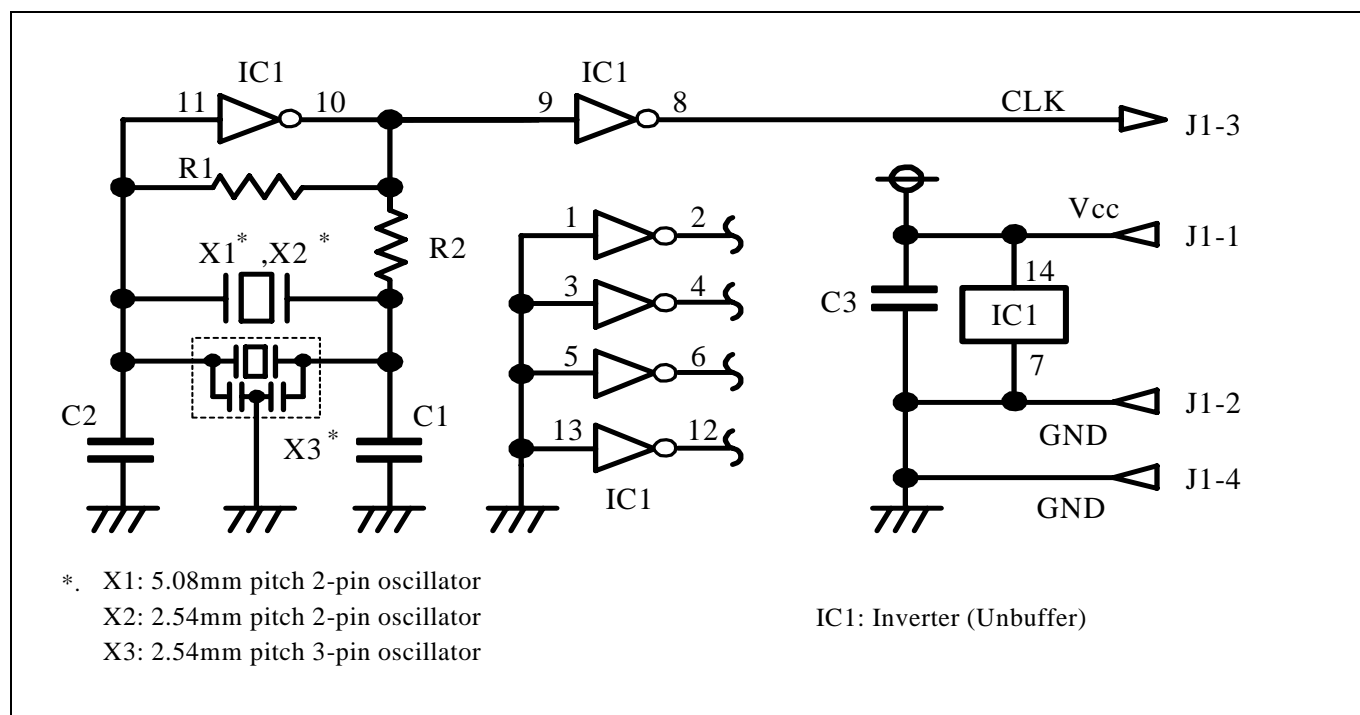 IC1
IC1
11
10
9
8
CLK
J1-3
R1
1
2
Vcc
J1-1
X1* ,X2 *
R2
14
3
4
C3
IC1
5
6
7
C2
C1
J1-2
X3*
13
12
GND
IC1
J1-4
GND
*. X1: 5.08mm pitch 2-pin oscillator
X2: 2.54mm pitch 2-pin oscillator
IC1: Inverter (Unbuffer)
X3: 2.54mm pitch 3-pin oscillator